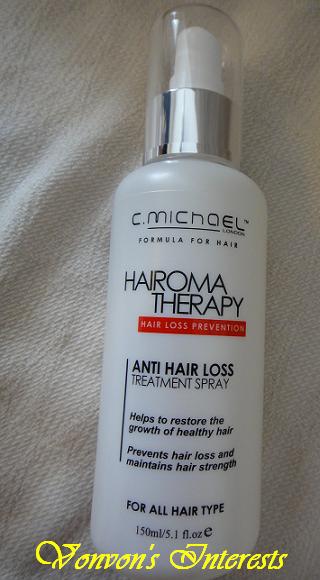 C.MICHAEL™
LONDON
FORMULA FOR HAIR
HAIROMA
THERAPY
HAIR LOSS PREVENTION
ANTI HAIR LOSS
TREATMENT SPRAY
Helps to restore the
growth of healthy hair
Prevents hair loss and
maintains hair strength
FOR ALL HAIR TYPE
150ml/5.1 fl.oz e
Vonvon's Interests